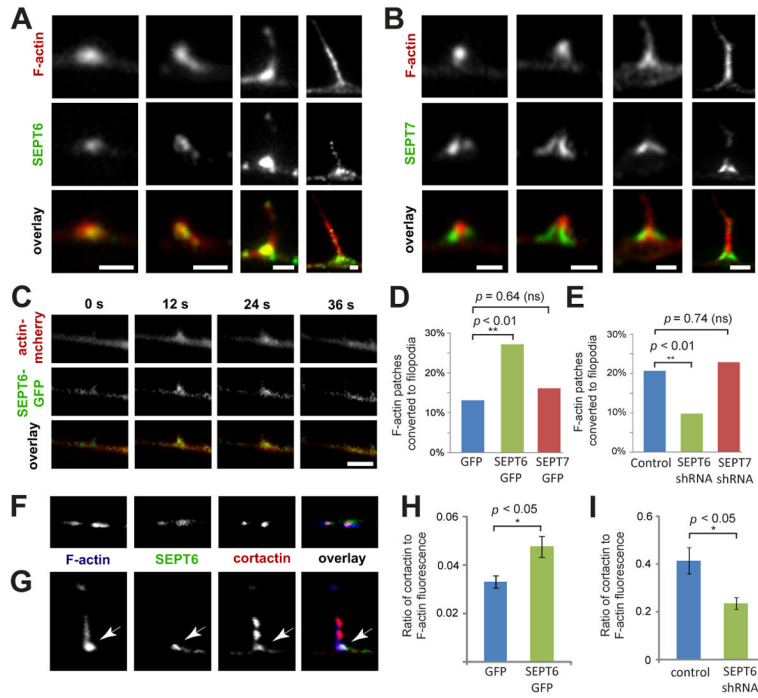 A
F-actin
SEPT6
overlay
B
F-actin
SEPT7
overlay
C
0 s 12 s 24 s 36 s
actin-
mcherry
SEPT6-
GFP
overlay
D
p = 0.64 (ns)
p < 0.01
**
F-actin patches
converted to filopodia
30%
20%
10%
0%
GFP SEPT6 SEPT7
GFP GFP
E
p = 0.74 (ns)
p < 0.01
**
F-actin patches
converted to filopodia
30%
20%
10%
0%
Control SEPT6 SEPT7
shRNA shRNA
F
F-actin SEPT6 cortactin overlay
G
H
p < 0.05
*
Ratio of cortactin to
F-actin fluorescence
0.06
0.04
0.00
GFP SEPT6
GFP
I
p < 0.05
*
Ratio of cortactin to
F-actin fluorescence
0.6
0.4
0.2
0
control SEPT6
shRNA